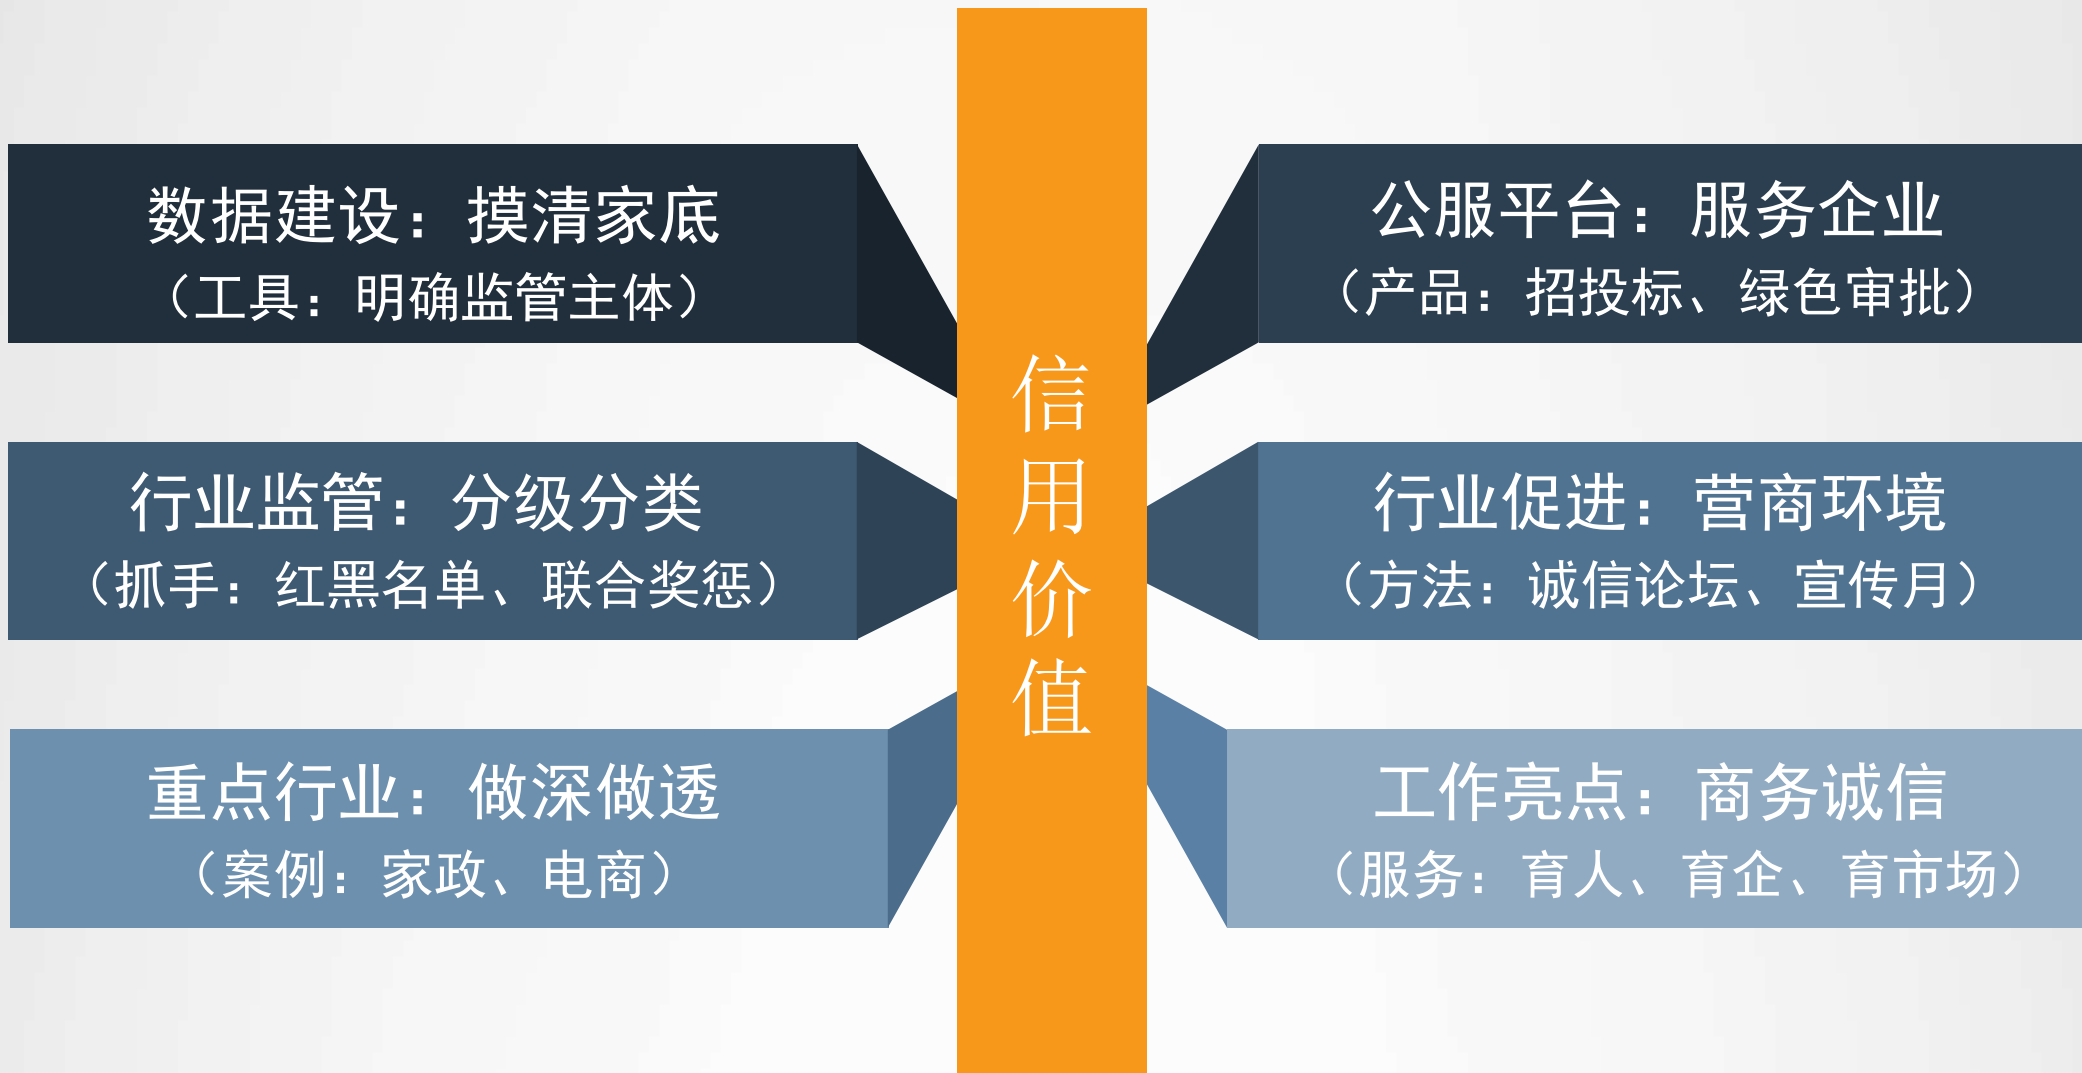 数据建设：摸清家底
（工具：明确监管主体）
行业监管：分级分类
（抓手：红黑名单、联合奖惩）
重点行业：做深做透
（案例：家政、电商）
信用价值
公服平台：服务企业
（产品：招投标、绿色审批）
行业促进：营商环境
（方法：诚信论坛、宣传月）
工作亮点：商务诚信
（服务：育人、育企、育市场）